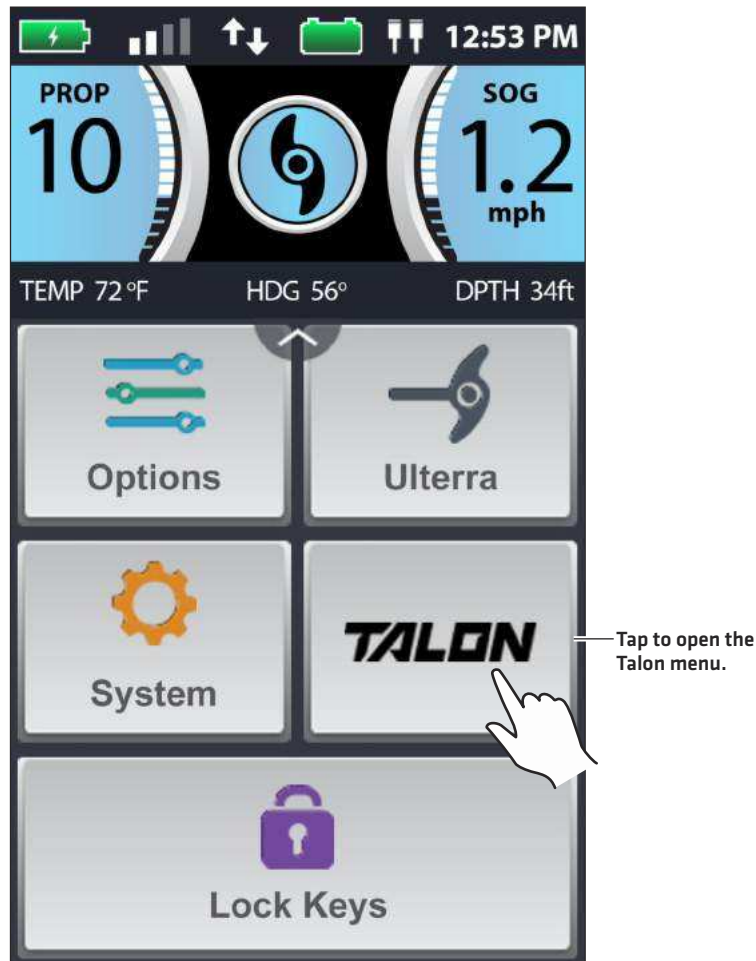 12:53 PM
PROP
10
SOG
1.2
mph
TEMP 72 °F
HDG 56°
DPTH 34ft
Options
Ulterra
System
TALON
Tap to open the
Talon menu.
Lock Keys